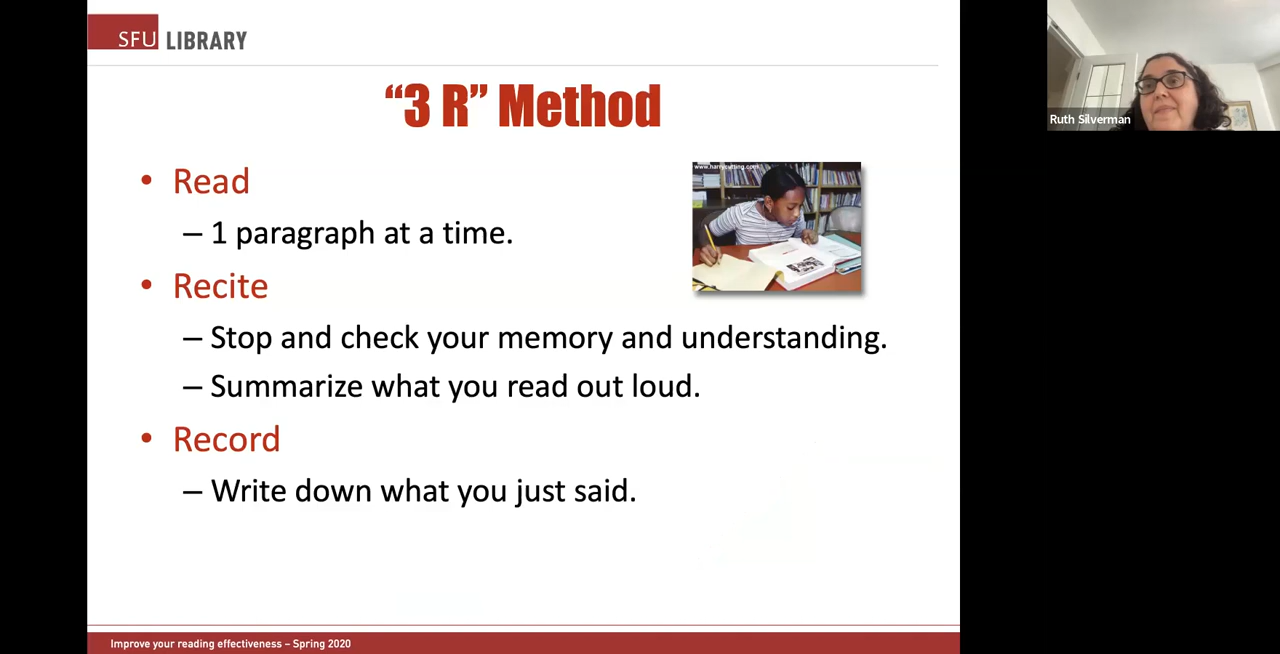 SFU LIBRARY
“3 R” Method
• Read
– 1 paragraph at a time.
• Recite
– Stop and check your memory and understanding.
– Summarize what you read out loud.
• Record
– Write down what you just said.
Improve your reading effectiveness – Spring 2020
Ruth Silverman